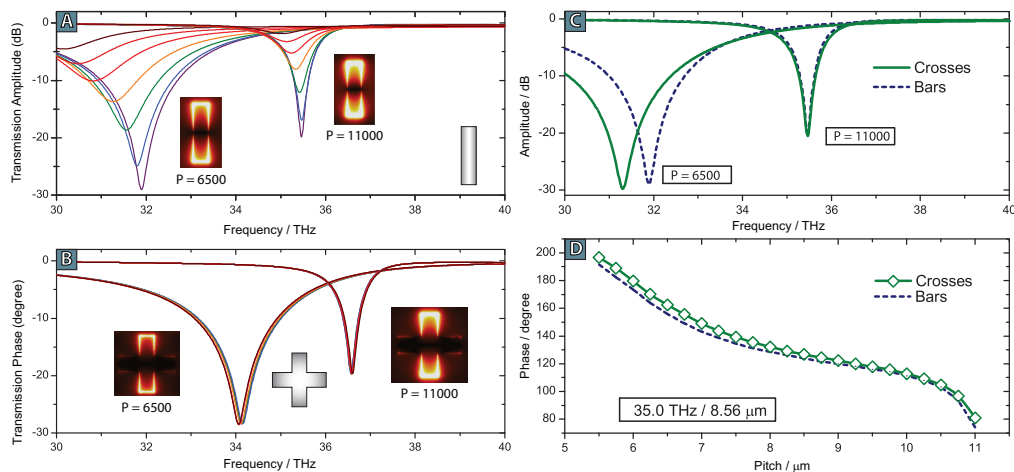 A
Transmission Amplitude (dB)
0
-10
-20
-30
P = 6500
P = 11000
30 32 34 36 38 40
Frequency / THz
B
Transmission Phase (degree)
0
-10
-20
-30
P = 6500
P = 11000
30 32 34 36 38 40
Frequency / THz
C
Amplitude / dB
0
-10
-20
-30
Crosses
Bars
P = 11000
P = 6500
30 32 34 36 38 40
Frequency / THz
D
Phase / degree
200
180
160
140
120
100
80
Crosses
Bars
35.0 THz / 8.56 μm
5 6 7 8 9 10 11 12
Pitch / μm